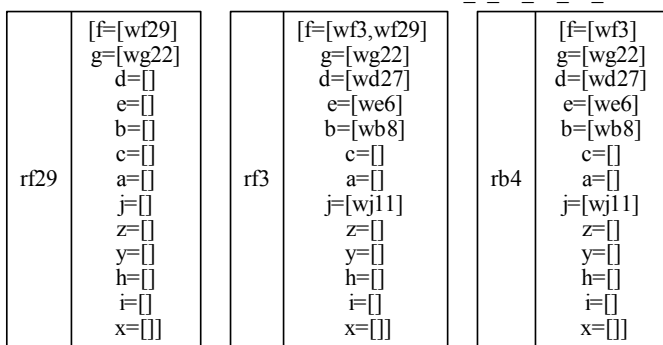 rf29
[f=[wf29]
g=[wg22]
d=[]
e=[]
b=[]
c=[]
a=[]
j=[]
z=[]
y=[]
h=[]
i=[]
x=[]]
rf3
[f=[wf3,wf29]
g=[wg22]
d=[wd27]
e=[we6]
b=[wb8]
c=[]
a=[]
j=[wj11]
z=[]
y=[]
h=[]
i=[]
x=[]]
rb4
[f=[wf3]
g=[wg22]
d=[wd27]
e=[we6]
b=[wb8]
c=[]
a=[]
j=[wj11]
z=[]
y=[]
h=[]
i=[]
x=[]]